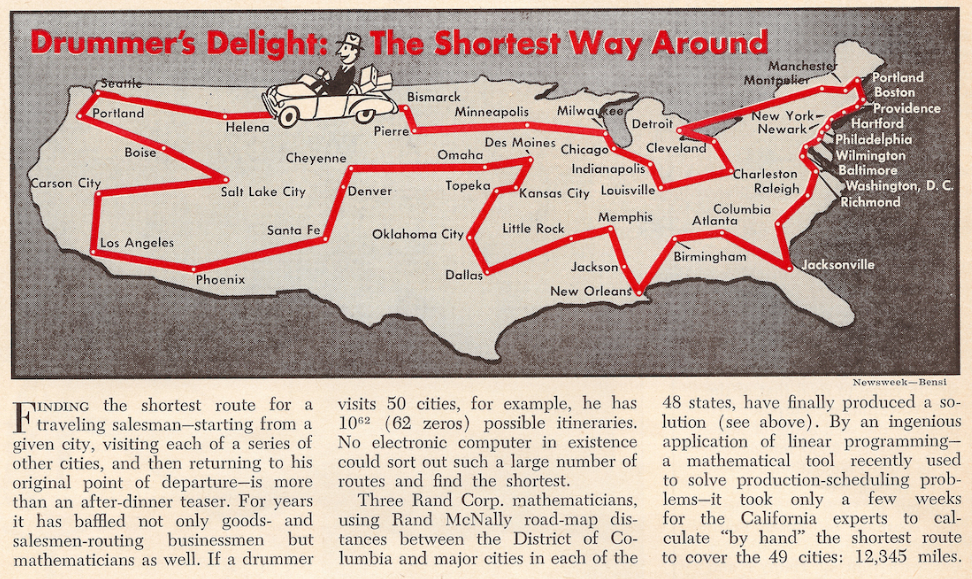 Drummer's Delight: The Shortest Way Around
Seattle
Portland
Helena
Boise
Carson City
Salt Lake City
Los Angeles
Phoenix
Santa Fe
Denver
Cheyenne
Omaha
Bismarck
Pierre
Minneapolis
Des Moines
Milwaukee
Chicago
Indianapolis
Louisville
Topeka
Kansas City
Oklahoma City
Dallas
Little Rock
Memphis
Jackson
New Orleans
Birmingham
Atlanta
Columbia
Jacksonville
Raleigh
Charleston
Cleveland
Detroit
Manchester
Montpelier
New York
Newark
Portland
Boston
Providence
Hartford
Philadelphia
Wilmington
Baltimore
Washington, D. C.
Richmond
Newsweek—Bensi
FINDING the shortest route for a
traveling salesman—starting from a
given city, visiting each of a series of
other cities, and then returning to his
original point of departure—is more
than an after-dinner teaser. For years
it has baffled not only goods- and
salesmen-routing businessmen but
mathematicians as well. If a drummer
visits 50 cities, for example, he has
10⁶² (62 zeros) possible itineraries.
No electronic computer in existence
could sort out such a large number of
routes and find the shortest.
Three Rand Corp. mathematicians,
using Rand McNally road-map dis-
tances between the District of Co-
lumbia and major cities in each of the
48 states, have finally produced a so-
lution (see above). By an ingenious
application of linear programming—
a mathematical tool recently used
to solve production-scheduling prob-
lems—it took only a few weeks
for the California experts to cal-
culate "by hand" the shortest route
to cover the 49 cities: 12,345 miles.